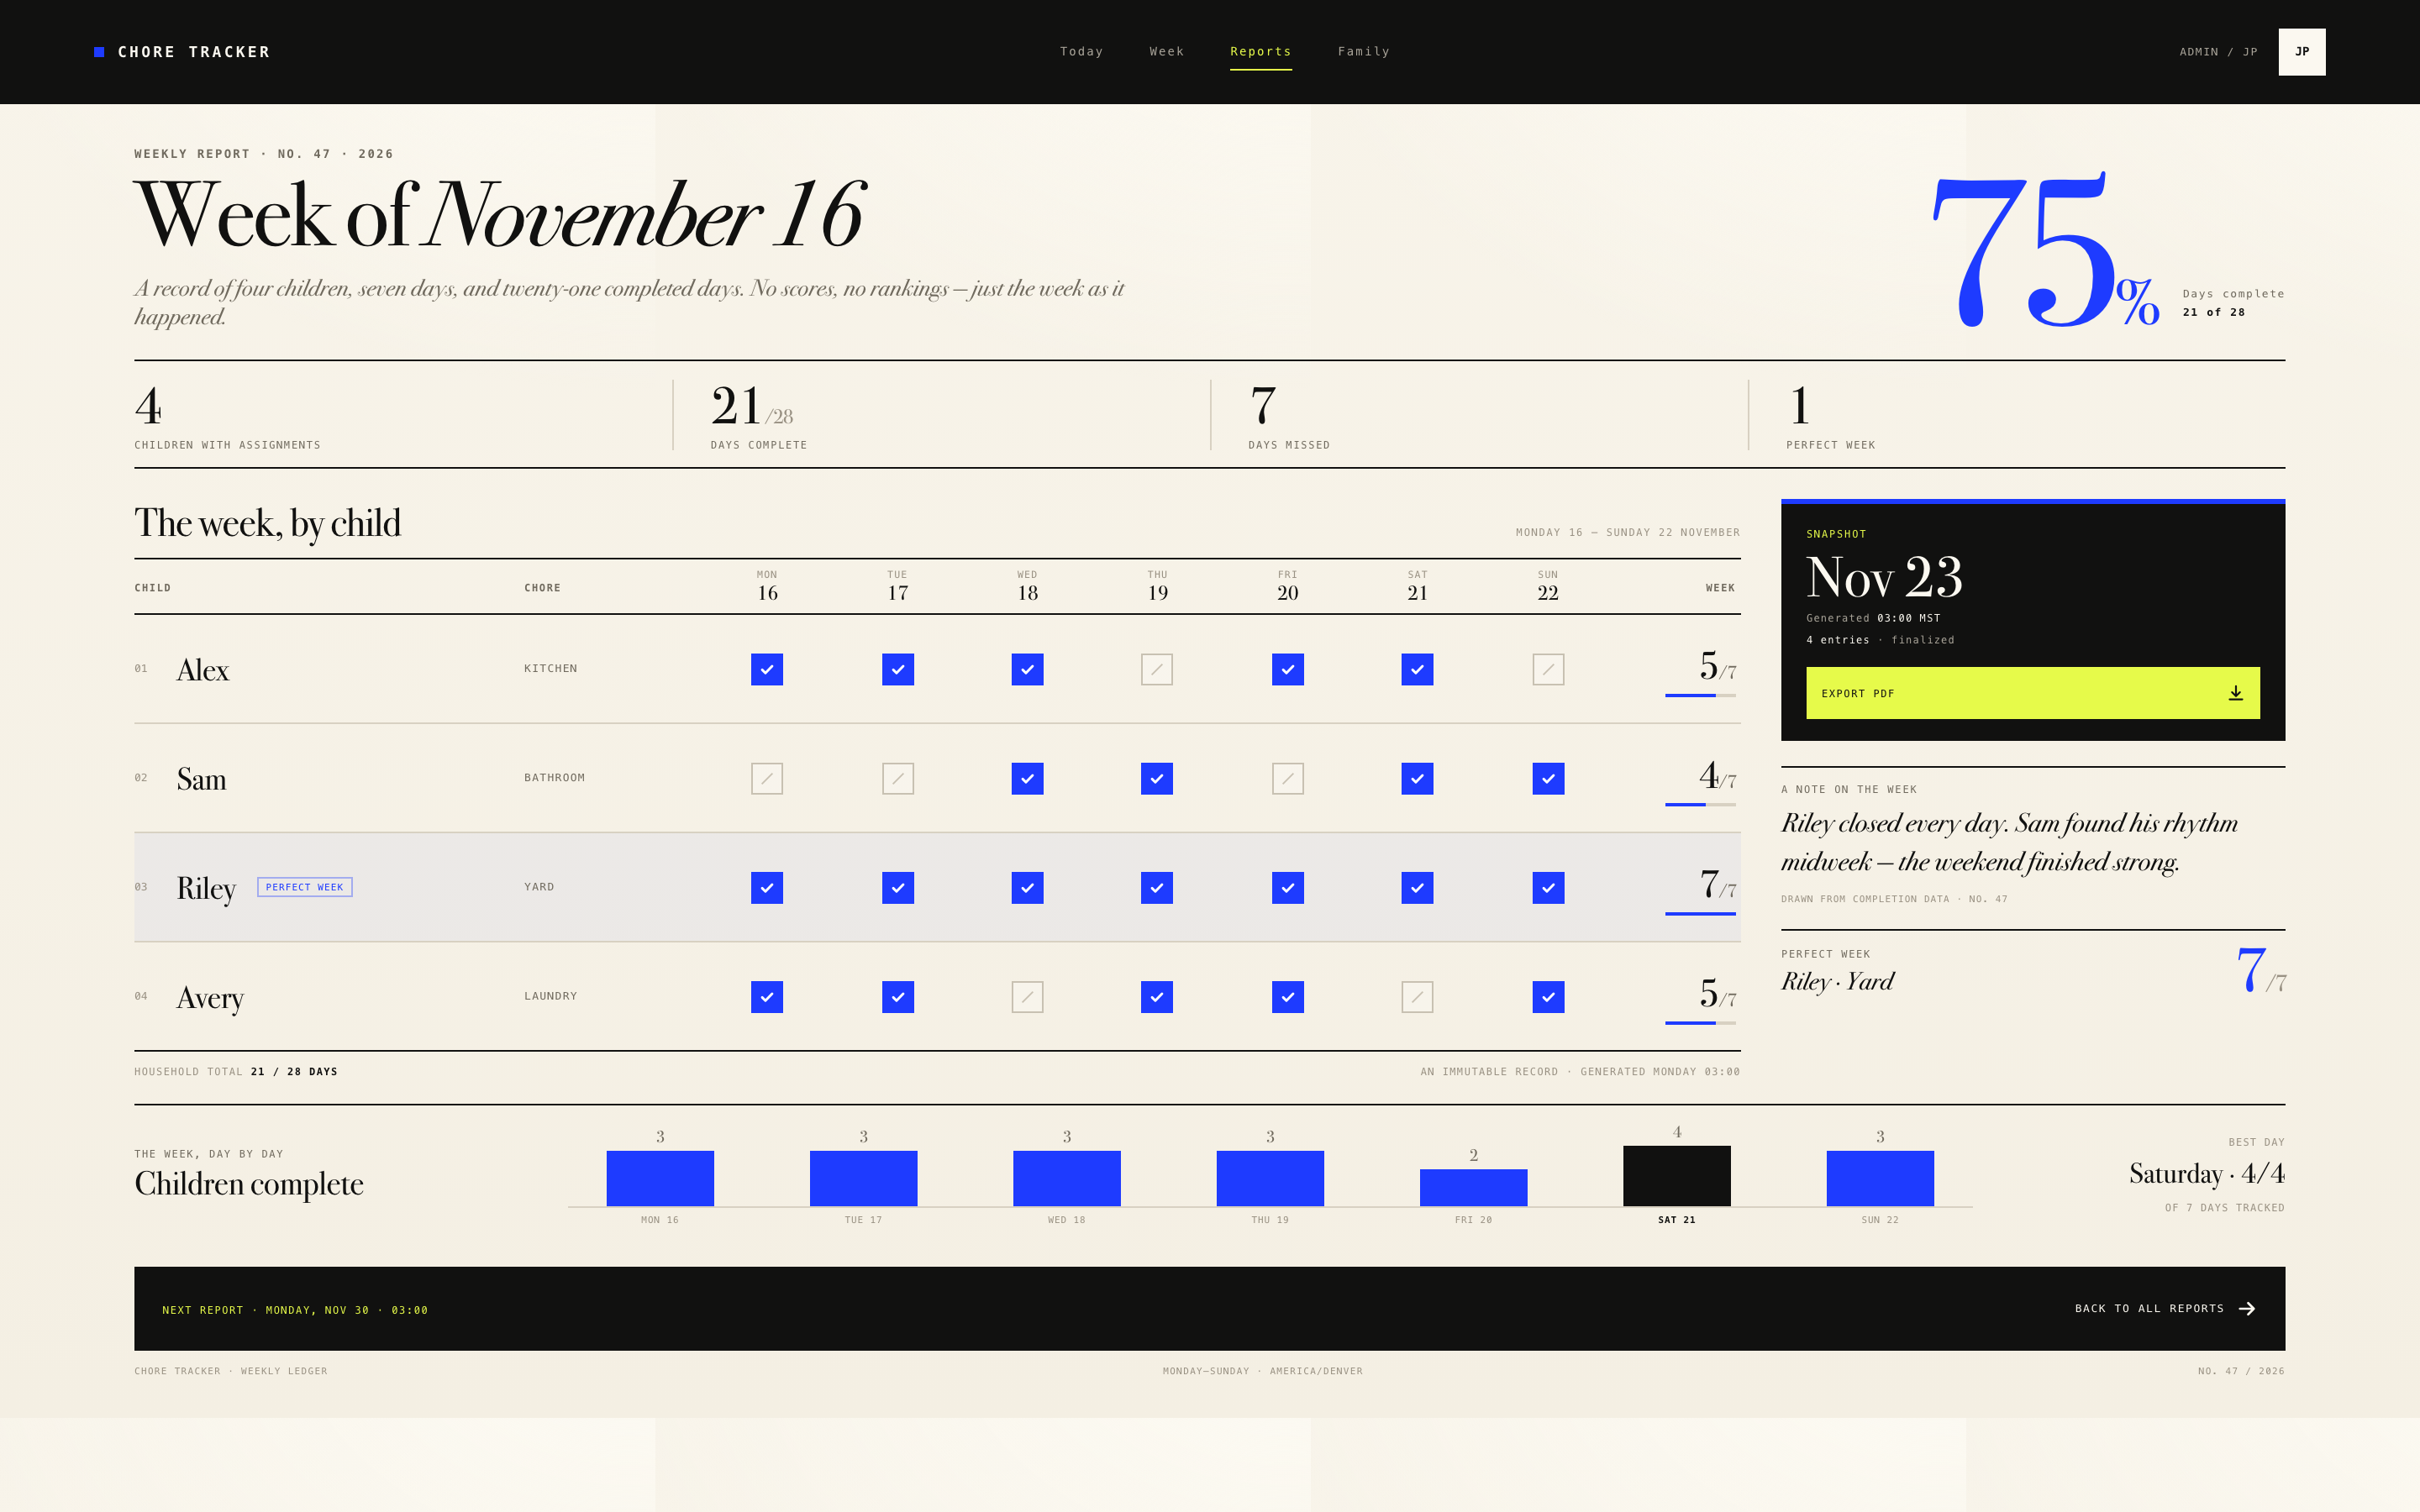 CHORE TRACKER
Today Week Reports Family
ADMIN / JP JP
WEEKLY REPORT · NO. 47 · 2026
Week of November 16
A record of four children, seven days, and twenty-one completed days. No scores, no rankings — just the week as it
happened.
75%
Days complete
21 of 28
4
CHILDREN WITH ASSIGNMENTS
21/28
DAYS COMPLETE
7
DAYS MISSED
1
PERFECT WEEK
The week, by child
MONDAY 16 — SUNDAY 22 NOVEMBER
CHILD CHORE MON 16 TUE 17 WED 18 THU 19 FRI 20 SAT 21 SUN 22 WEEK
01 Alex KITCHEN 5/7
02 Sam BATHROOM 4/7
03 Riley PERFECT WEEK YARD 7/7
04 Avery LAUNDRY 5/7
HOUSEHOLD TOTAL 21 / 28 DAYS
AN IMMUTABLE RECORD · GENERATED MONDAY 03:00
SNAPSHOT
Nov 23
Generated 03:00 MST
4 entries · finalized
EXPORT PDF
A NOTE ON THE WEEK
Riley closed every day. Sam found his rhythm
midweek — the weekend finished strong.
DRAWN FROM COMPLETION DATA · NO. 47
PERFECT WEEK
Riley · Yard
7/7
THE WEEK, DAY BY DAY
Children complete
3 3 3 3 2 4 3
MON 16 TUE 17 WED 18 THU 19 FRI 20 SAT 21 SUN 22
BEST DAY
Saturday · 4/4
OF 7 DAYS TRACKED
NEXT REPORT · MONDAY, NOV 30 · 03:00
BACK TO ALL REPORTS
CHORE TRACKER · WEEKLY LEDGER
MONDAY—SUNDAY · AMERICA/DENVER
NO. 47 / 2026